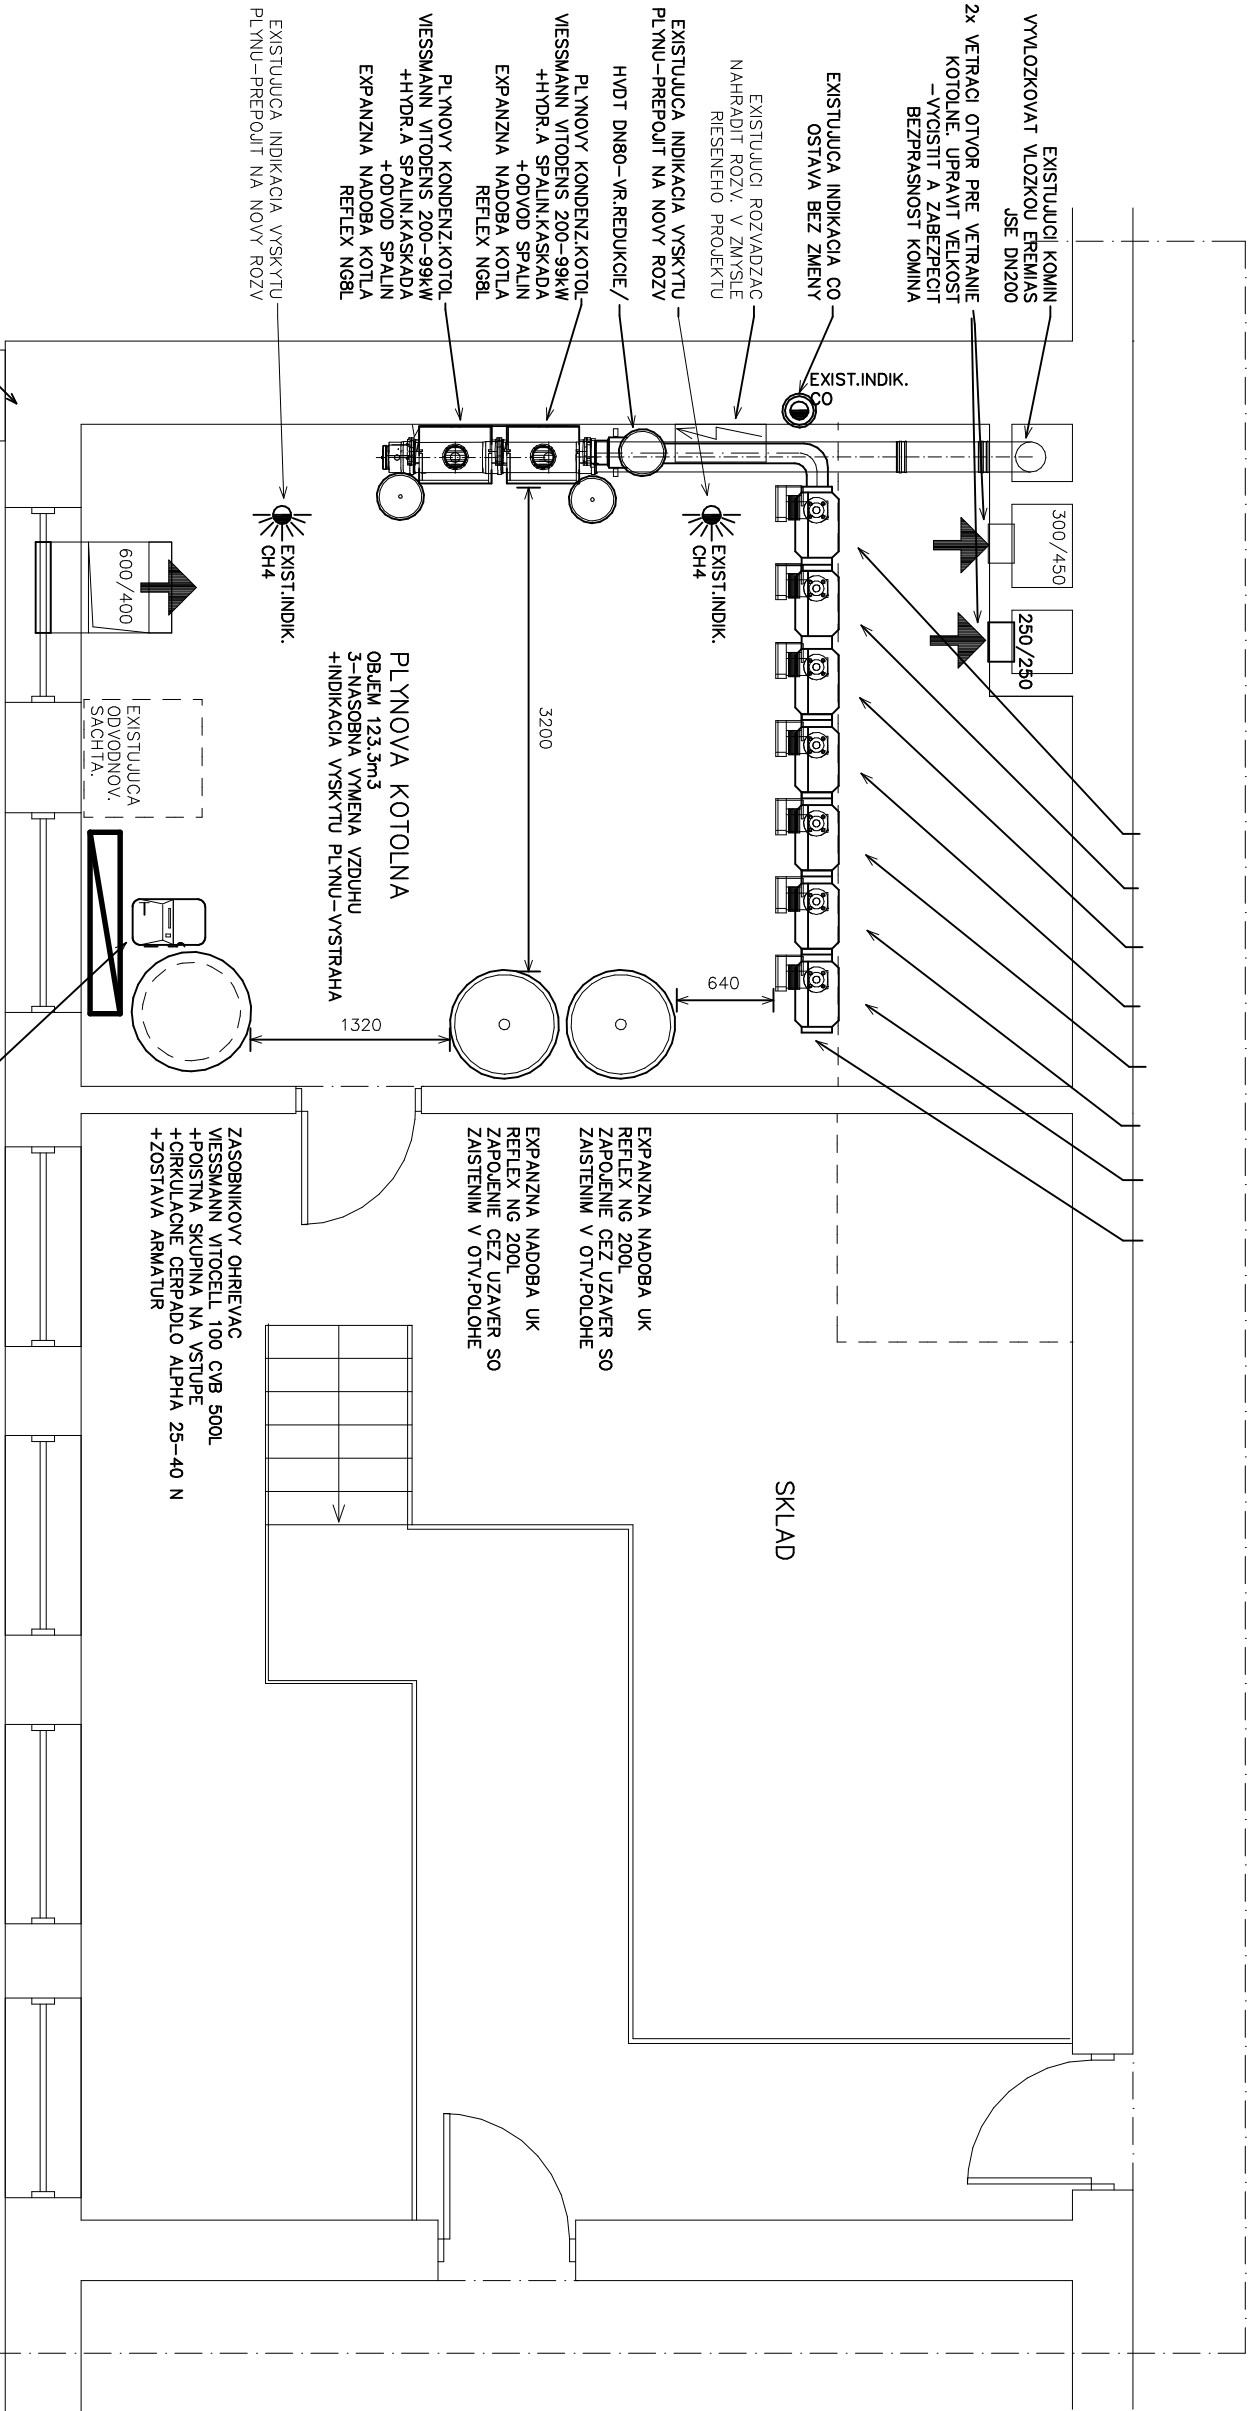 EXISTUJUCI KOMIN
VYVLOZKOVAT VLOZKOU EREMIAS
JSE DN200
2x VETRACI OTVOR PRE VETRANIE
KOTOLNE. UPRAVIT VELKOST
-VYCISTIT A ZABEZPECIT
BEZPRASNOST KOMINA
EXISTUJUCA INDIKACIA CO
OSTAVA BEZ ZMENY
EXISTUJUCI ROZVADZAC
NAHRADIT ROZV. V ZMYSLE
RIESENEHO PROJEKTU
EXISTUJUCA INDIKACIA VYSKYTU
PLYNU-PREPOJIT NA NOVY ROZV
HVDT DN80-VR.REDUKCIE/
PLYNOVY KONDENZ.KOTOL
VIESSMANN VITODENS 200-99kW
+HYDR.A SPALIN.KASKADA
+ODVOD SPALIN
EXPANZNA NADOBA KOTLA
REFLEX NG8L
PLYNOVY KONDENZ.KOTOL
VIESSMANN VITODENS 200-99kW
+HYDR.A SPALIN.KASKADA
+ODVOD SPALIN
EXPANZNA NADOBA KOTLA
REFLEX NG8L
EXISTUJUCA INDIKACIA VYSKYTU
PLYNU-PREPOJIT NA NOVY ROZV
EXIST.INDIK.
CO
300/450
250/250
EXIST.INDIK.
CH4
EXIST.INDIK.
CH4
600/400
3200
PLYNOVA KOTOLNA
OBJEM 123.3m3
3-NASOBNA VYMENA VZDUHU
+INDIKACIA VYSKYTU PLYNU-VYSTRAHA
EXISTUJUCA
ODVODNOV.
SACHTA.
640
1320
EXPANZNA NADOBA UK
REFLEX NG 200L
ZAPOJENIE CEZ UZAVER SO
ZAISTENIM V OTV.POLOHE
EXPANZNA NADOBA UK
REFLEX NG 200L
ZAPOJENIE CEZ UZAVER SO
ZAISTENIM V OTV.POLOHE
ZASOBNIKOVY OHRIEVAC
VIESSMANN VITOCELL 100 CVB 500L
+POISTNA SKUPINA NA VSTUPE
+CIRKULACNE CERPADLO ALPHA 25-40 N
+ZOSTAVA ARMATUR
SKLAD